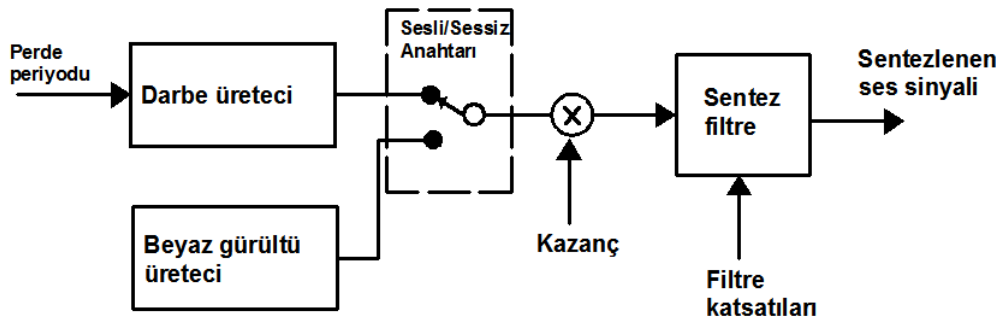 Perde
periyodu
Darbe üreteci
Sesli/Sessiz
Anahtarı
Beyaz gürültü
üreteci
X
Kazanç
Sentez
filtre
Filtre
katsatıları
Sentezlenen
ses sinyali